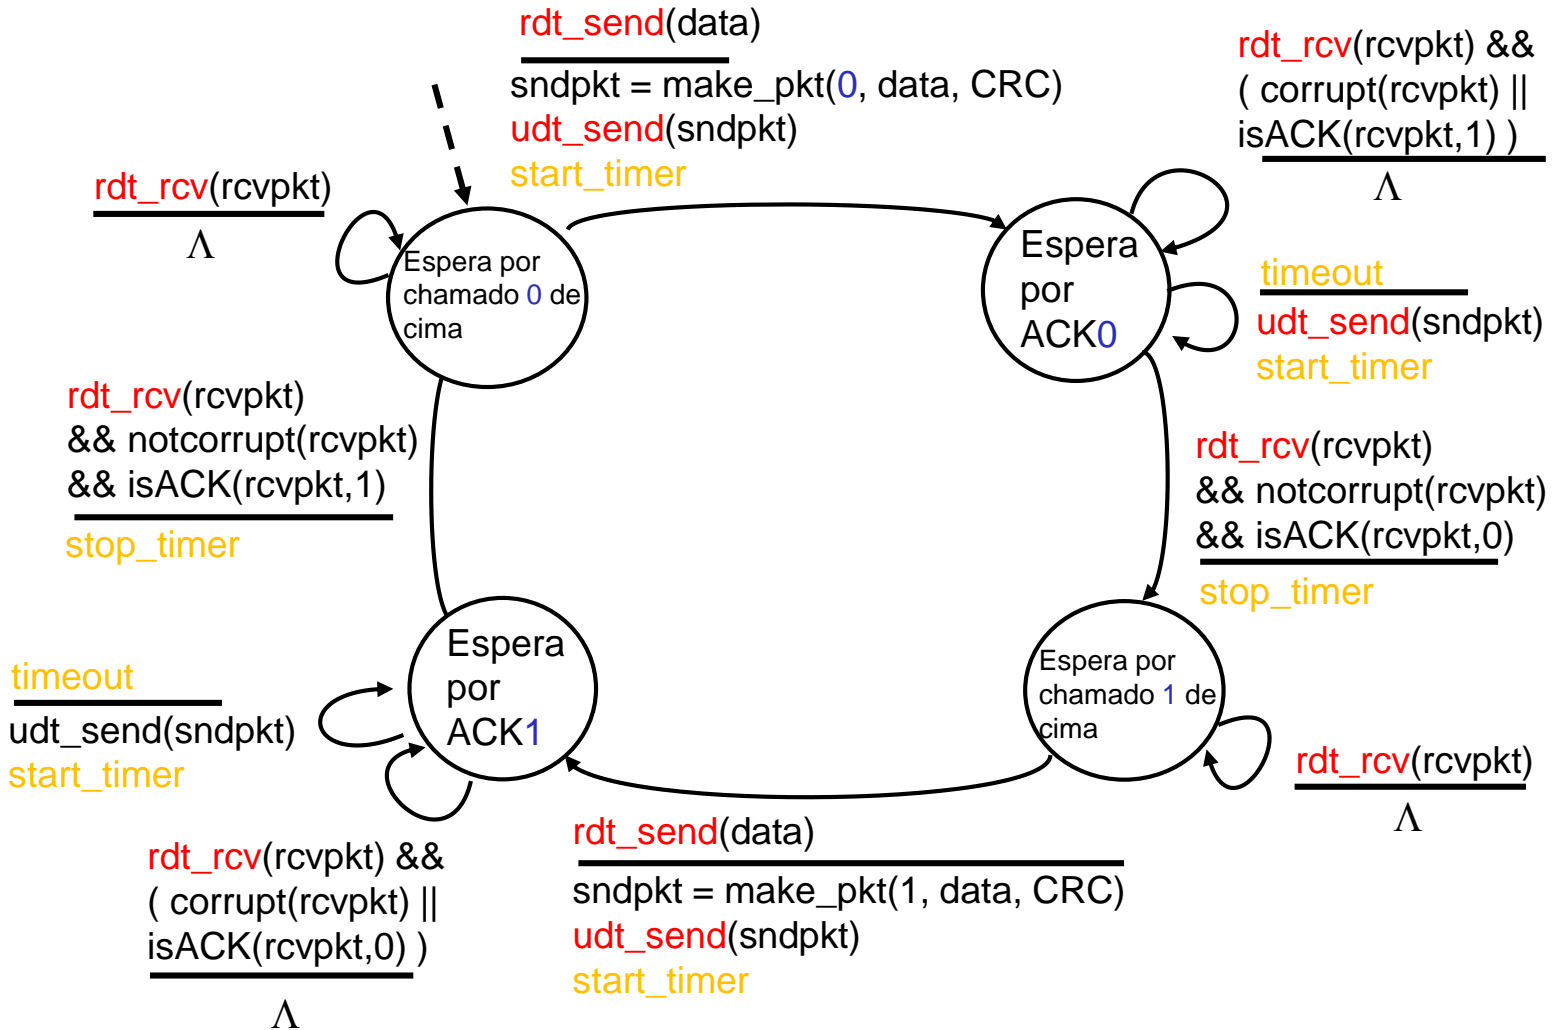 rdt_send(data)
sndpkt = make_pkt(0, data, CRC)
udt_send(sndpkt)
start_timer
rdt_rcv(rcvpkt) &&
( corrupt(rcvpkt) ||
isACK(rcvpkt,1) )
Λ
rdt_rcv(rcvpkt)
Λ
Espera por
chamado 0 de
cima
Espera
por
ACK0
timeout
udt_send(sndpkt)
start_timer
rdt_rcv(rcvpkt)
&& notcorrupt(rcvpkt)
&& isACK(rcvpkt,1)
stop_timer
rdt_rcv(rcvpkt)
&& notcorrupt(rcvpkt)
&& isACK(rcvpkt,0)
stop_timer
Espera
por
ACK1
Espera por
chamado 1 de
cima
timeout
udt_send(sndpkt)
start_timer
rdt_rcv(rcvpkt)
Λ
rdt_rcv(rcvpkt) &&
( corrupt(rcvpkt) ||
isACK(rcvpkt,0) )
Λ
rdt_send(data)
sndpkt = make_pkt(1, data, CRC)
udt_send(sndpkt)
start_timer